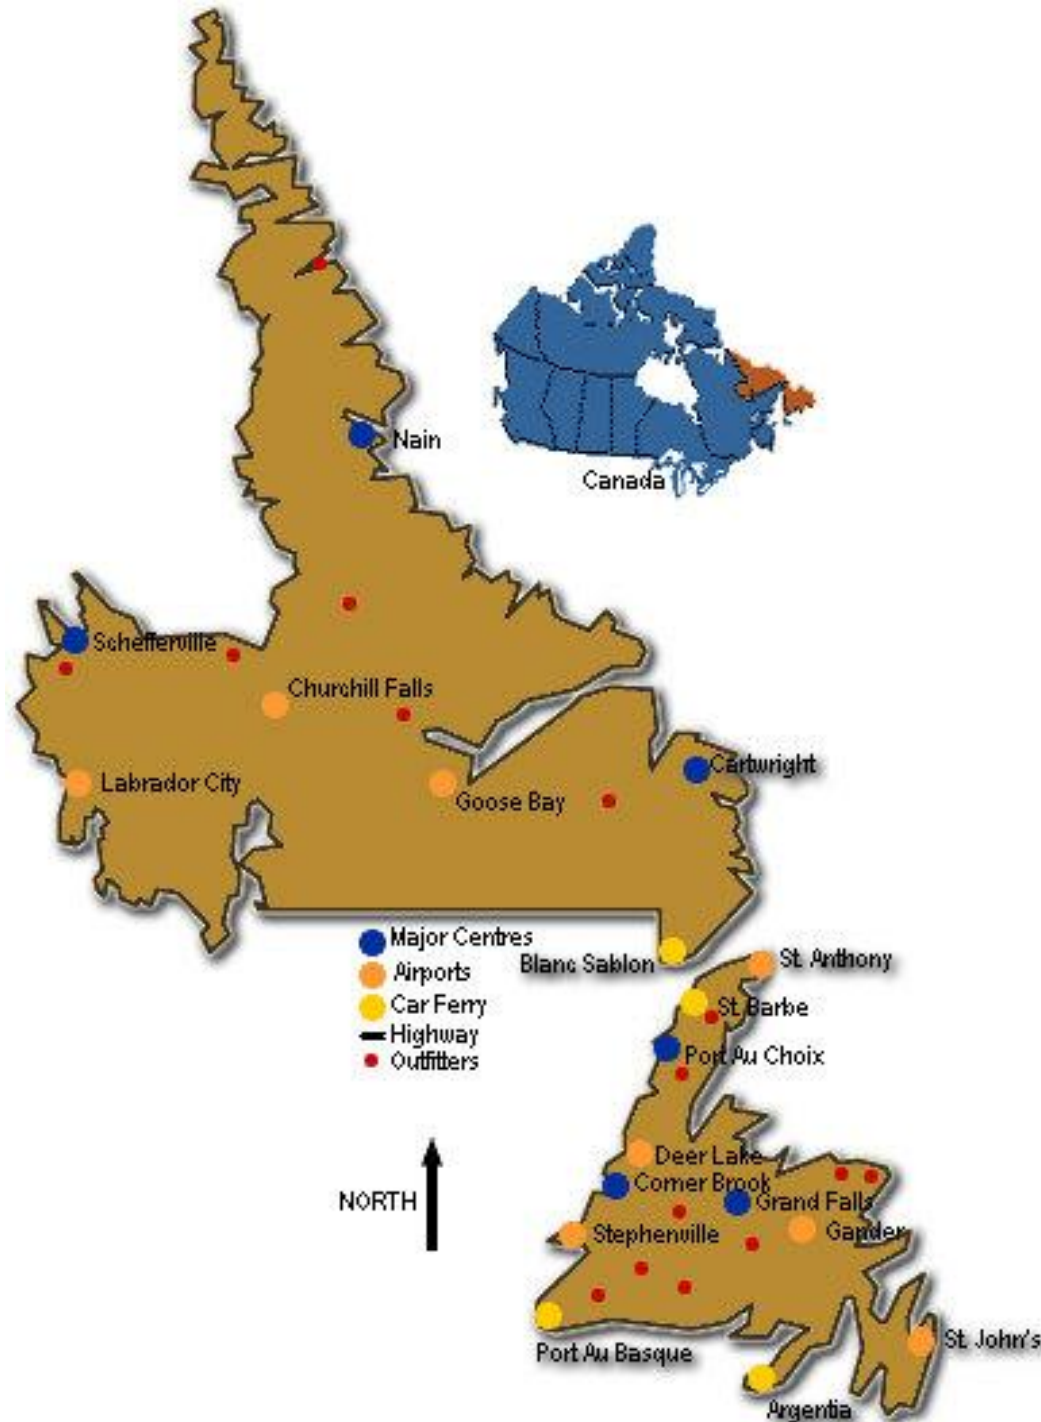 Nain
Canada
Schefferville
Churchill Falls
Cartwright
Labrador City
Goose Bay
Major Centres
Blanc Sablon
St. Anthony
Airports
Car Ferry
St. Barbe
Highway
Port Au Choix
Outfitters
Deer Lake
Corner Brook
NORTH
Grand Falls
Stephenville
Gander
St. John's
Port Au Basque
Argentia